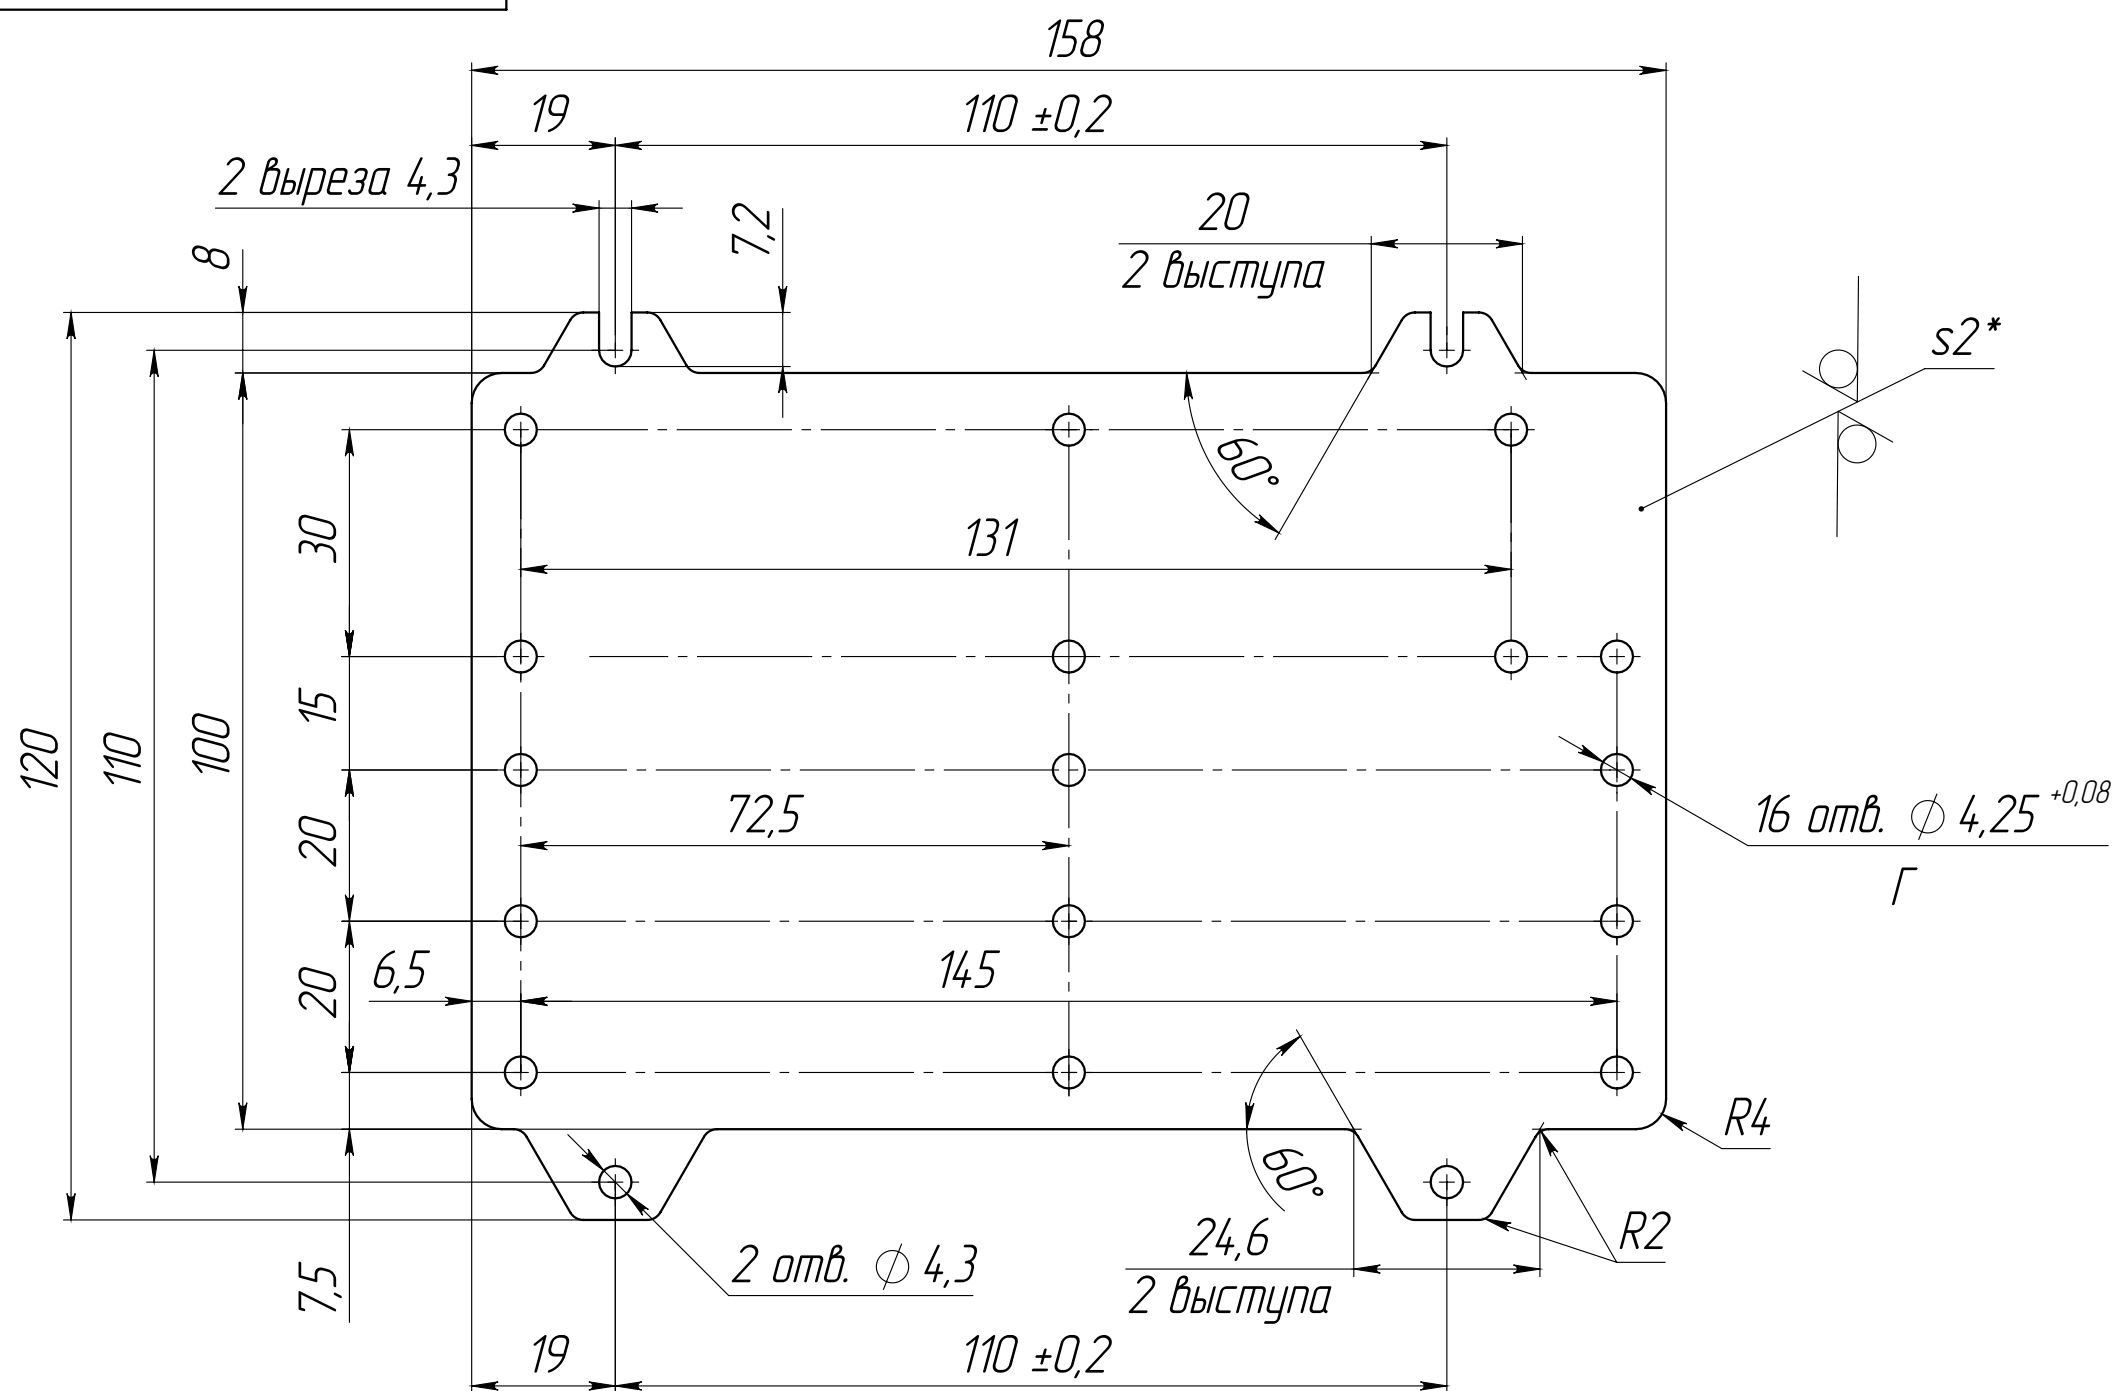 158
19
110 ±0,2
2 выреза 4,3
7,2
20
2 выступа
8
s2*
60°
30
131
15
120
110
100
72,5
20
16 отв. ∅ 4,25 +0,08
Г
6,5
145
20
R4
60°
R2
24,6
2 выступа
2 отв. ∅ 4,3
7,5
19
110 ±0,2